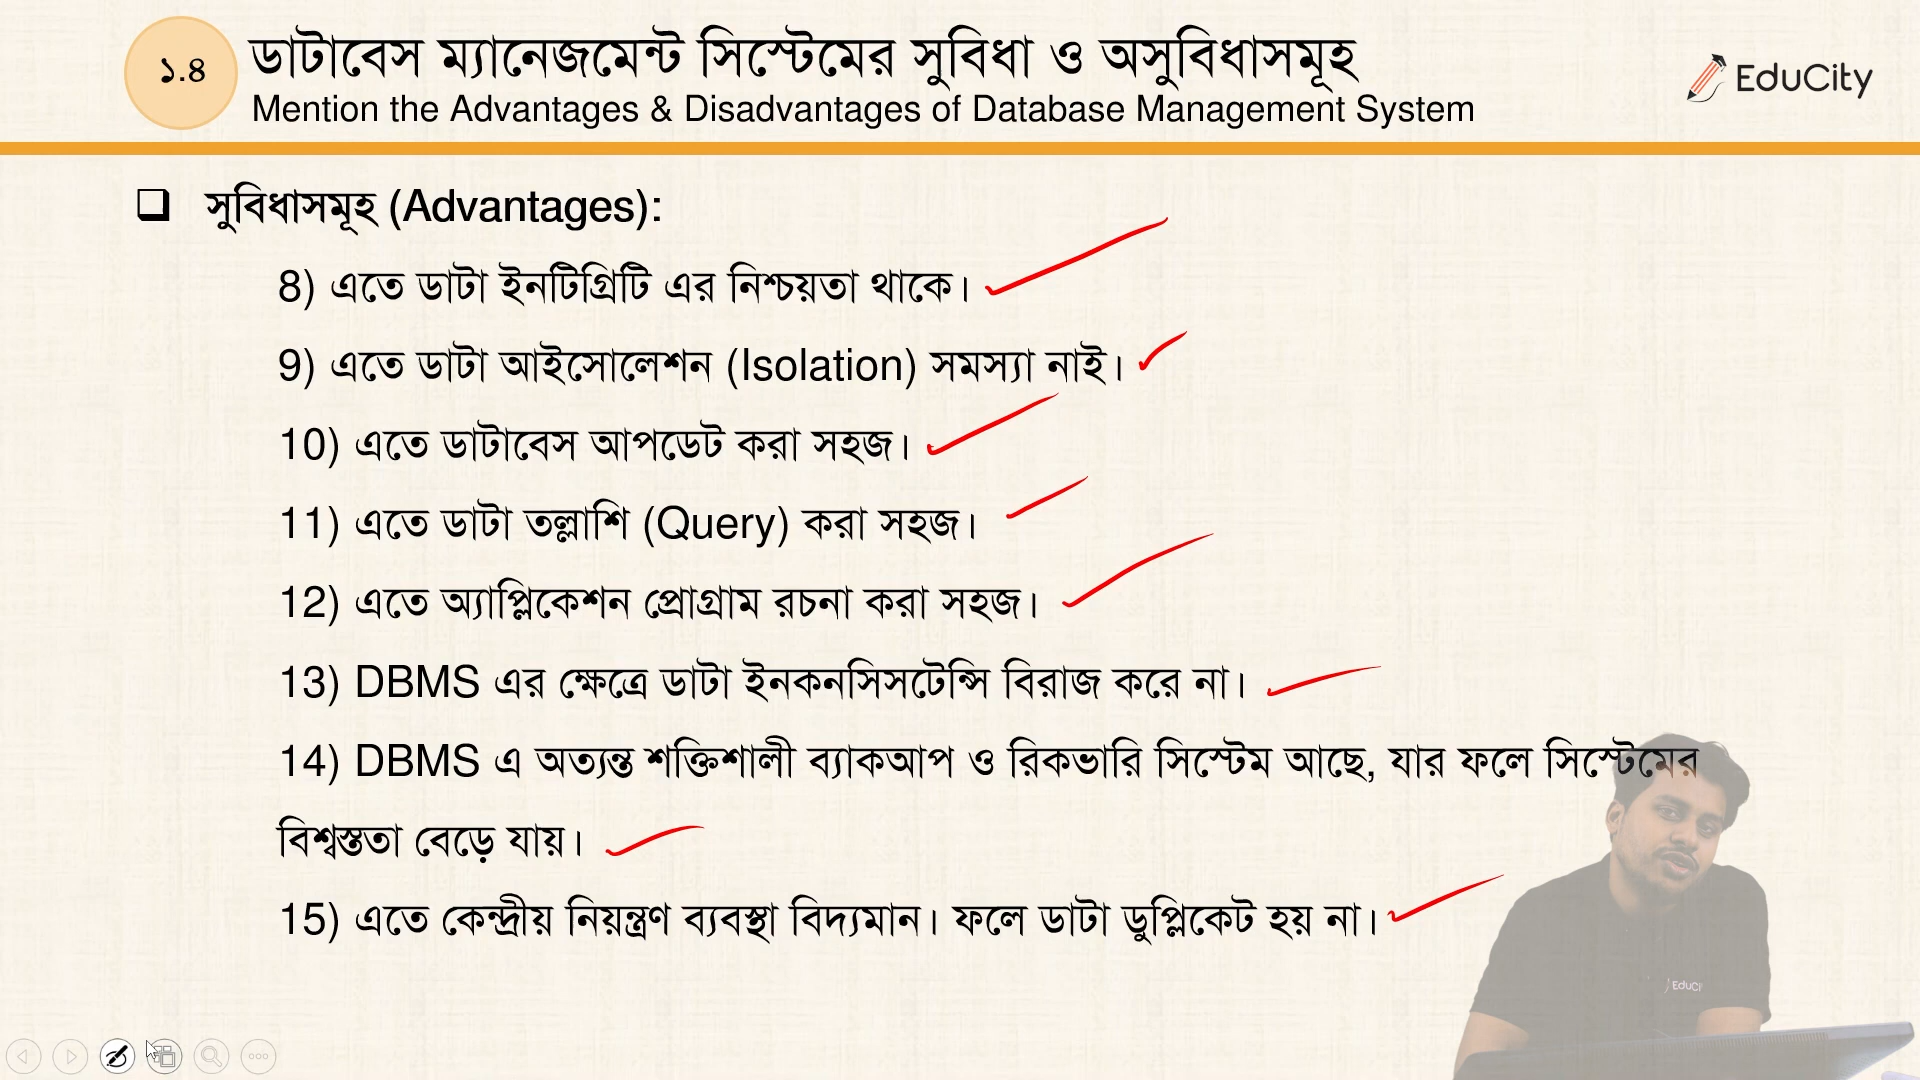 ১.৪
ডাটাবেস ম্যানেজমেন্ট সিস্টেমের সুবিধা ও অসুবিধাসমূহ
Mention the Advantages & Disadvantages of Database Management System
EduCity
সুবিধাসমূহ (Advantages):
8) এতে ডাটা ইনটিগ্রিটি এর নিশ্চয়তা থাকে।
9) এতে ডাটা আইসোলেশন (Isolation) সমস্যা নাই।
10) এতে ডাটাবেস আপডেট করা সহজ।
11) এতে ডাটা তল্লাশি (Query) করা সহজ।
12) এতে অ্যাপ্লিকেশন প্রোগ্রাম রচনা করা সহজ।
13) DBMS এর ক্ষেত্রে ডাটা ইনকনসিসটেন্সি বিরাজ করে না।
14) DBMS এ অত্যন্ত শক্তিশালী ব্যাকআপ ও রিকভারি সিস্টেম আছে, যার ফলে সিস্টেমের
বিশ্বস্ততা বেড়ে যায়।
15) এতে কেন্দ্রীয় নিয়ন্ত্রণ ব্যবস্থা বিদ্যমান। ফলে ডাটা ডুপ্লিকেট হয় না।
EduCi